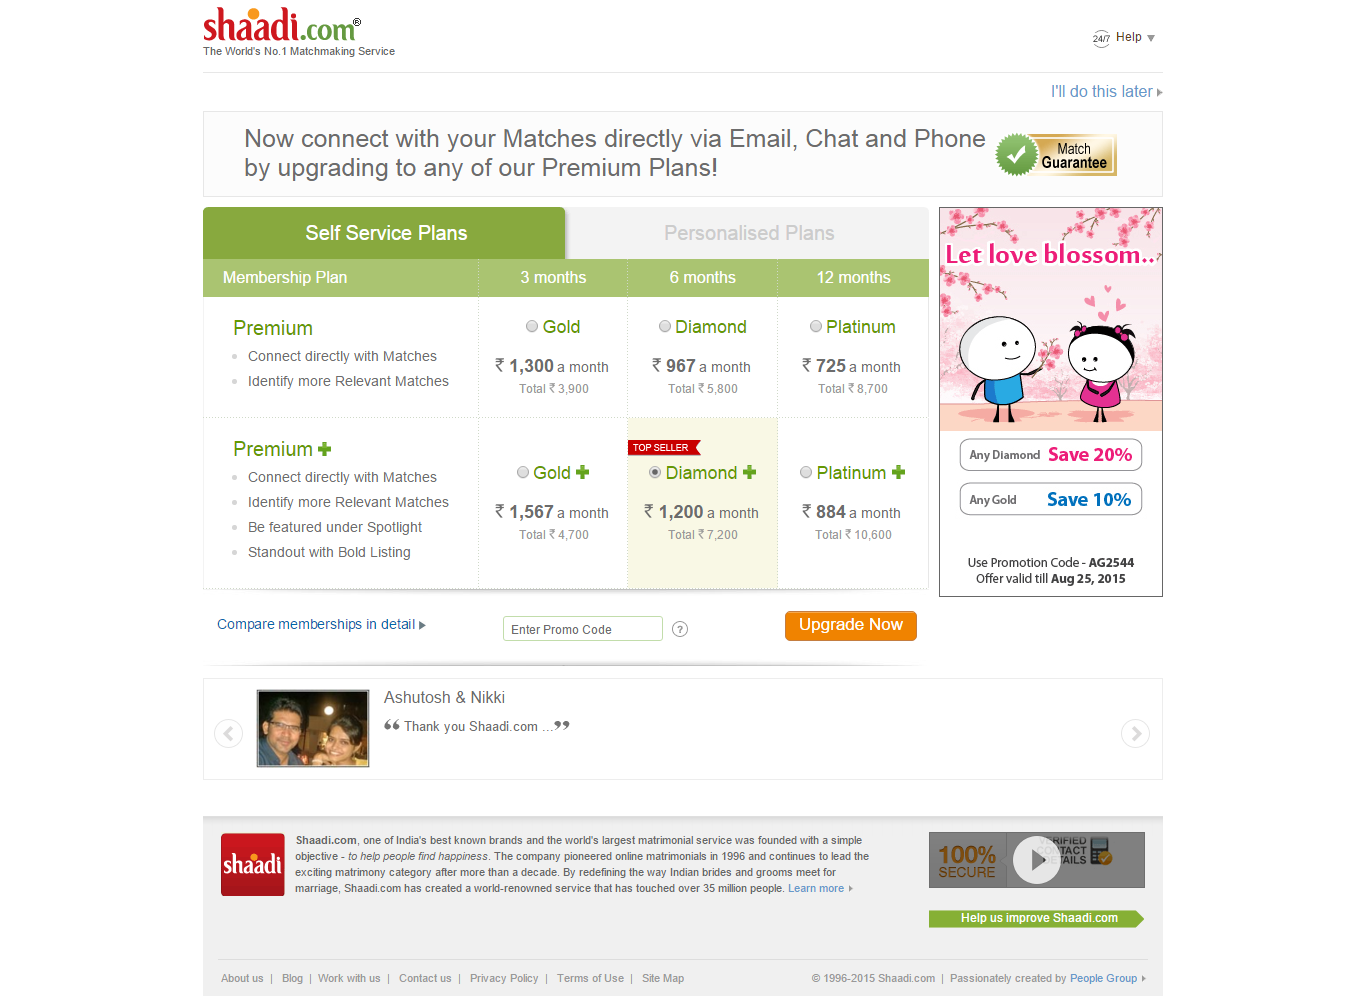 shaadi.com®
The World's No.1 Matchmaking Service
24/7 Help
I'll do this later
Now connect with your Matches directly via Email, Chat and Phone
by upgrading to any of our Premium Plans!
Match
Guarantee
Self Service Plans
Personalised Plans
Membership Plan
3 months
6 months
12 months
Premium
Connect directly with Matches
Identify more Relevant Matches
Gold
₹ 1,300 a month
Total ₹ 3,900
Diamond
₹ 967 a month
Total ₹ 5,800
Platinum
₹ 725 a month
Total ₹ 8,700
Premium +
Connect directly with Matches
Identify more Relevant Matches
Be featured under Spotlight
Standout with Bold Listing
Gold +
₹ 1,567 a month
Total ₹ 4,700
TOP SELLER
Diamond +
₹ 1,200 a month
Total ₹ 7,200
Platinum +
₹ 884 a month
Total ₹ 10,600
Let love blossom..
Any Diamond Save 20%
Any Gold Save 10%
Use Promotion Code - AG2544
Offer valid till Aug 25, 2015
Compare memberships in detail
Enter Promo Code
?
Upgrade Now
Ashutosh & Nikki
“ Thank you Shaadi.com ...”
shaadi
Shaadi.com, one of India's best known brands and the world's largest matrimonial service was founded with a simple
objective - to help people find happiness. The company pioneered online matrimonials in 1996 and continues to lead the
exciting matrimony category after more than a decade. By redefining the way Indian brides and grooms meet for
marriage, Shaadi.com has created a world-renowned service that has touched over 35 million people. Learn more
100%
SECURE
VERIFIED
CONTACT
DETAILS
Help us improve Shaadi.com
About us | Blog | Work with us | Contact us | Privacy Policy | Terms of Use | Site Map
© 1996-2015 Shaadi.com | Passionately created by People Group